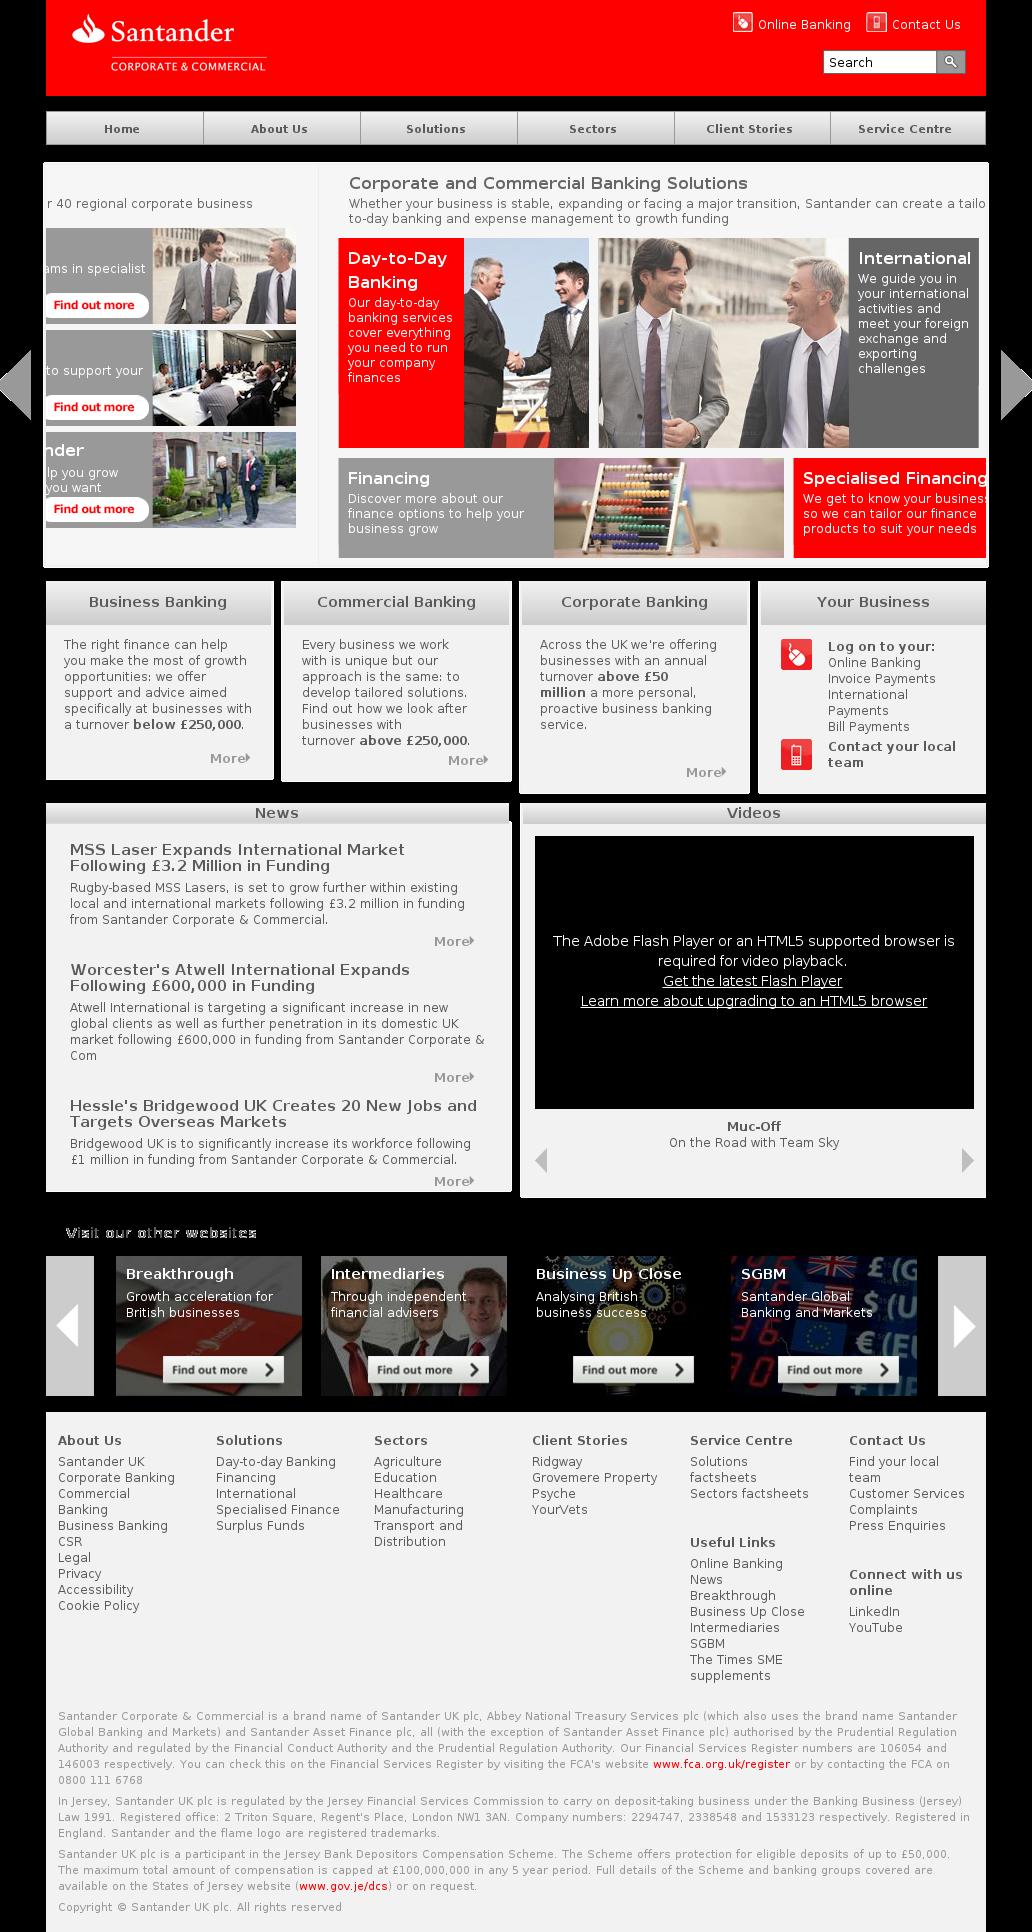 Santander
CORPORATE & COMMERCIAL
Online Banking
Contact Us
Search
Home
About Us
Solutions
Sectors
Client Stories
Service Centre
r 40 regional corporate business
ams in specialist
Find out more
to support your
Find out more
nder
lp you grow
you want
Find out more
Corporate and Commercial Banking Solutions
Whether your business is stable, expanding or facing a major transition, Santander can create a tailo
to-day banking and expense management to growth funding
Day-to-Day
Banking
Our day-to-day
banking services
cover everything
you need to run
your company
finances
International
We guide you in
your international
activities and
meet your foreign
exchange and
exporting
challenges
Financing
Discover more about our
finance options to help your
business grow
Specialised Financing
We get to know your business
so we can tailor our finance
products to suit your needs
Business Banking
The right finance can help
you make the most of growth
opportunities: we offer
support and advice aimed
specifically at businesses with
a turnover below £250,000.
More
Commercial Banking
Every business we work
with is unique but our
approach is the same: to
develop tailored solutions.
Find out how we look after
businesses with
turnover above £250,000.
More
Corporate Banking
Across the UK we're offering
businesses with an annual
turnover above £50
million a more personal,
proactive business banking
service.
More
Your Business
Log on to your:
Online Banking
Invoice Payments
International
Payments
Bill Payments
Contact your local
team
News
MSS Laser Expands International Market
Following £3.2 Million in Funding
Rugby-based MSS Lasers, is set to grow further within existing
local and international markets following £3.2 million in funding
from Santander Corporate & Commercial.
More
Worcester's Atwell International Expands
Following £600,000 in Funding
Atwell International is targeting a significant increase in new
global clients as well as further penetration in its domestic UK
market following £600,000 in funding from Santander Corporate &
Com
More
Hessle's Bridgewood UK Creates 20 New Jobs and
Targets Overseas Markets
Bridgewood UK is to significantly increase its workforce following
£1 million in funding from Santander Corporate & Commercial.
More
Videos
The Adobe Flash Player or an HTML5 supported browser is
required for video playback.
Get the latest Flash Player
Learn more about upgrading to an HTML5 browser
Muc-Off
On the Road with Team Sky
Visit our other websites
Breakthrough
Growth acceleration for
British businesses
Find out more
Intermediaries
Through independent
financial advisers
Find out more
Business Up Close
Analysing British
business success
Find out more
SGBM
Santander Global
Banking and Markets
Find out more
About Us
Santander UK
Corporate Banking
Commercial
Banking
Business Banking
CSR
Legal
Privacy
Accessibility
Cookie Policy
Solutions
Day-to-day Banking
Financing
International
Specialised Finance
Surplus Funds
Sectors
Agriculture
Education
Healthcare
Manufacturing
Transport and
Distribution
Client Stories
Ridgway
Grovemere Property
Psyche
YourVets
Service Centre
Solutions
factsheets
Sectors factsheets
Useful Links
Online Banking
News
Breakthrough
Business Up Close
Intermediaries
SGBM
The Times SME
supplements
Contact Us
Find your local
team
Customer Services
Complaints
Press Enquiries
Connect with us
online
LinkedIn
YouTube
Santander Corporate & Commercial is a brand name of Santander UK plc, Abbey National Treasury Services plc (which also uses the brand name Santander
Global Banking and Markets) and Santander Asset Finance plc, all (with the exception of Santander Asset Finance plc) authorised by the Prudential Regulation
Authority and regulated by the Financial Conduct Authority and the Prudential Regulation Authority. Our Financial Services Register numbers are 106054 and
146003 respectively. You can check this on the Financial Services Register by visiting the FCA's website www.fca.org.uk/register or by contacting the FCA on
0800 111 6768
In Jersey, Santander UK plc is regulated by the Jersey Financial Services Commission to carry on deposit-taking business under the Banking Business (Jersey)
Law 1991. Registered office: 2 Triton Square, Regent's Place, London NW1 3AN. Company numbers: 2294747, 2338548 and 1533123 respectively. Registered in
England. Santander and the flame logo are registered trademarks.
Santander UK plc is a participant in the Jersey Bank Depositors Compensation Scheme. The Scheme offers protection for eligible deposits of up to £50,000.
The maximum total amount of compensation is capped at £100,000,000 in any 5 year period. Full details of the Scheme and banking groups covered are
available on the States of Jersey website (www.gov.je/dcs) or on request.
Copyright © Santander UK plc. All rights reserved